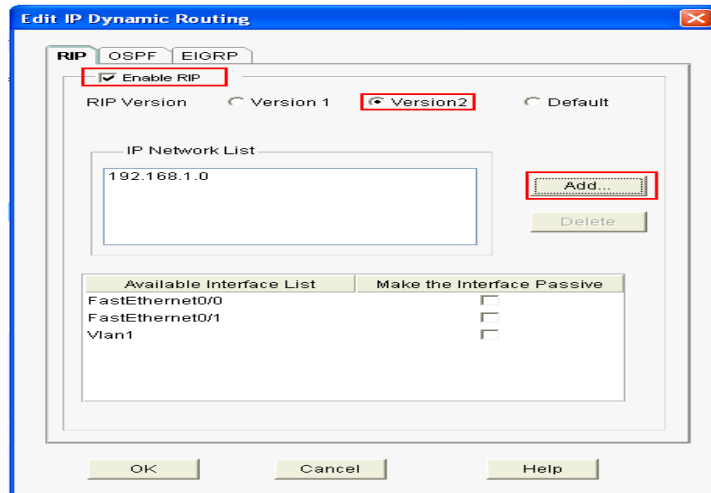 Edit IP Dynamic Routing
RIP OSPF EIGRP
Enable RIP
RIP Version Version 1 Version2 Default
IP Network List
192.168.1.0
Add...
Delete
Available Interface List Make the Interface Passive
FastEthernet0/0
FastEthernet0/1
Vlan1
OK Cancel Help